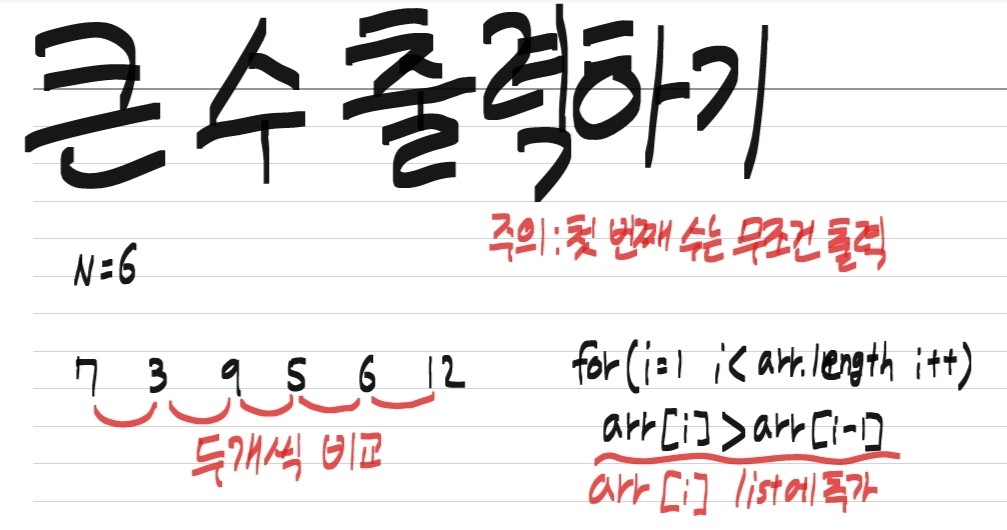 큰 수 출력하기
주의: 첫 번째 수는 무조건 출력
N=6
7 3 9 5 6 12
두개씩 비교
for(i=1 i< arr.length i++)
arr[i]>arr[i-1]
arr[i] list에 추가